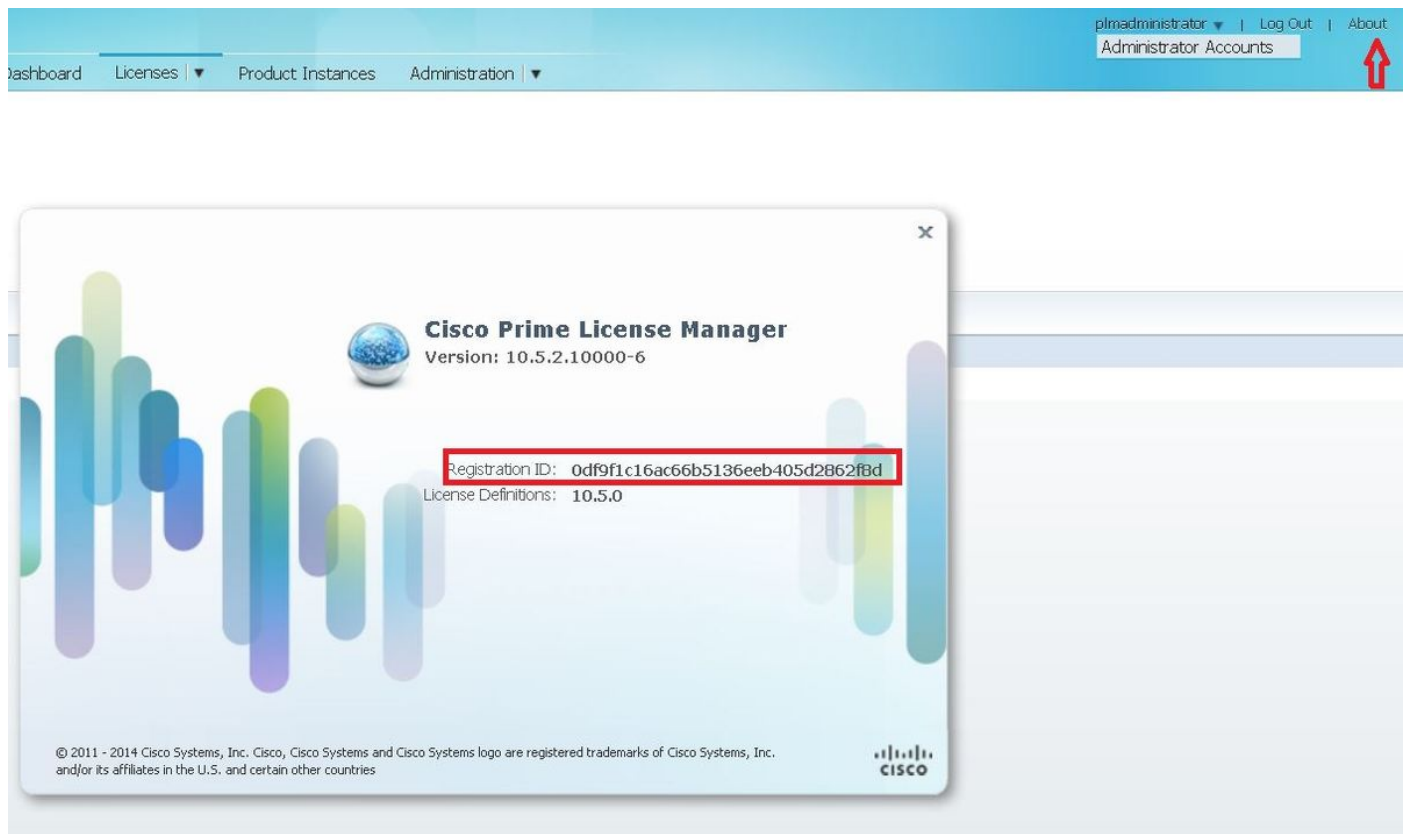 plmadministrator ▼ | Log Out | About
Administrator Accounts
Dashboard Licenses | ▼ Product Instances Administration | ▼
Cisco Prime License Manager
Version: 10.5.2.10000-6
Registration ID: 0df9f1c16ac66b5136eeb405d2862f8d
License Definitions: 10.5.0
© 2011 - 2014 Cisco Systems, Inc. Cisco, Cisco Systems and Cisco Systems logo are registered trademarks of Cisco Systems, Inc.
and/or its affiliates in the U.S. and certain other countries
CISCO